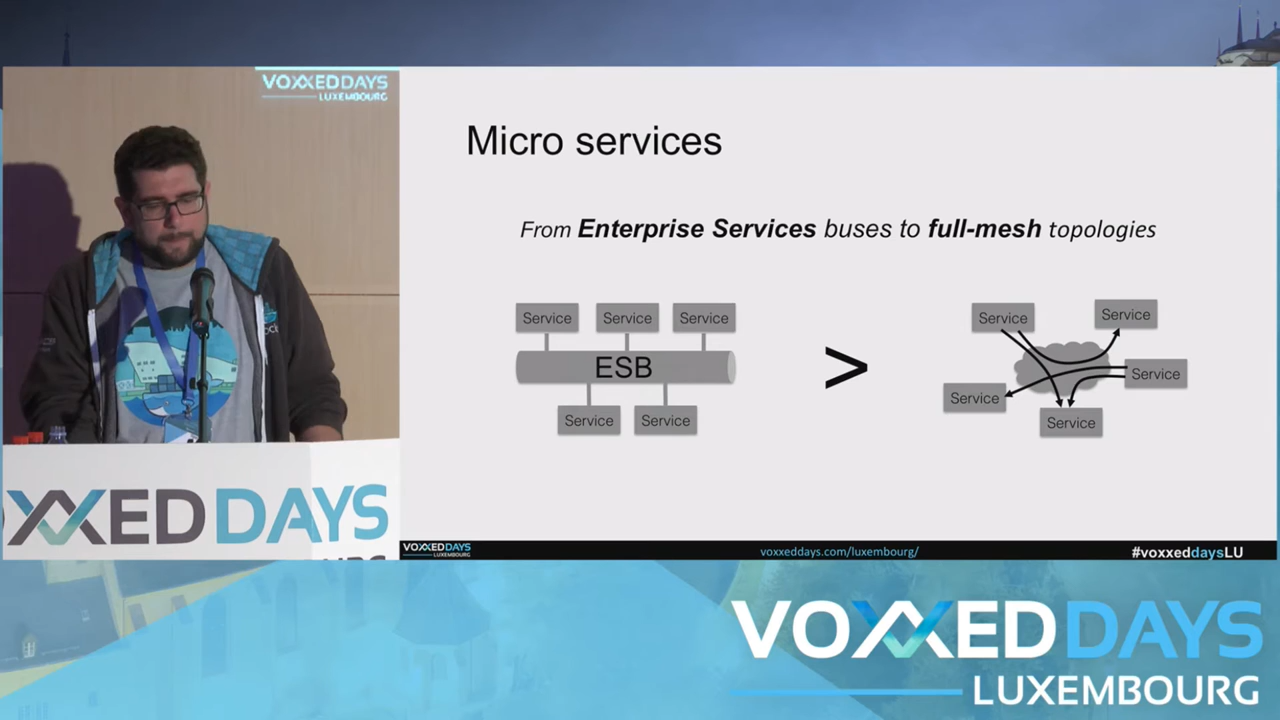 VOXXEDDAYS
LUXEMBOURG
Micro services
From Enterprise Services buses to full-mesh topologies
Service Service Service
ESB
Service Service
>
Service
Service
Service
Service
Service
VOXXEDDAYS
VOXXEDDAYS
LUXEMBOURG
voxxeddays.com/luxembourg/
#voxxeddaysLU
VOXXEDDAYS
LUXEMBOURG